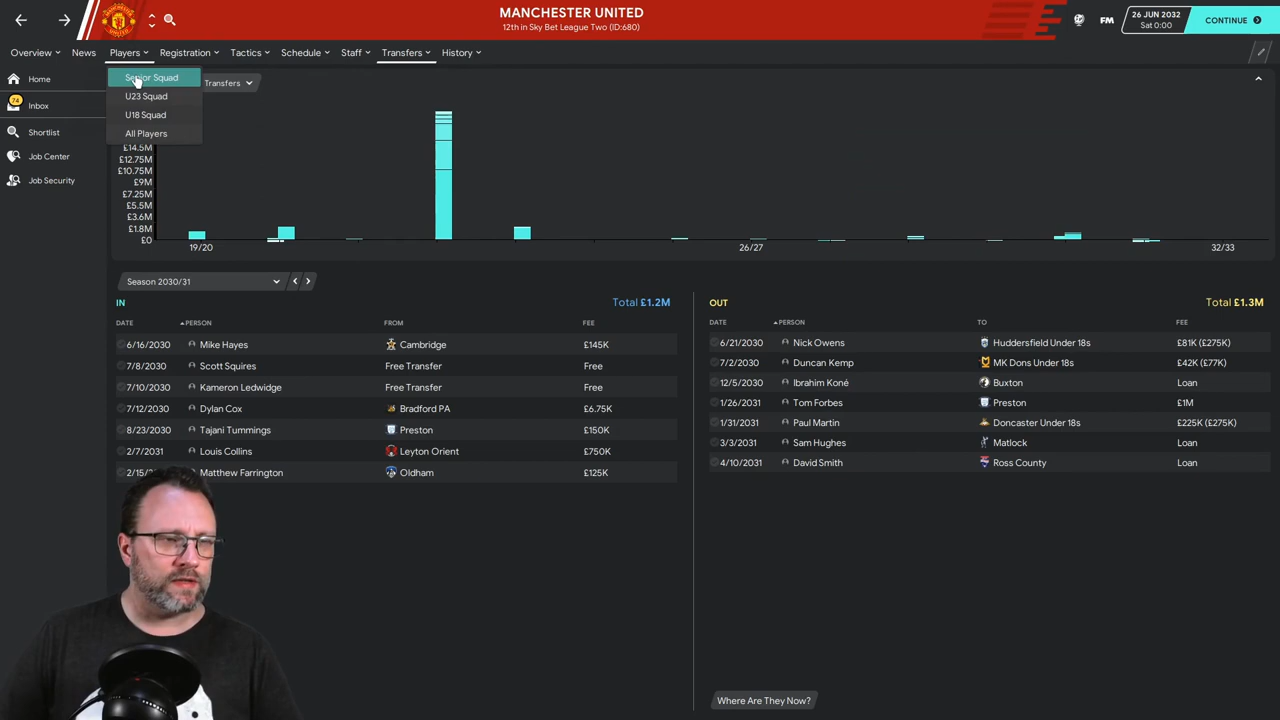 MANCHESTER UNITED
12th in Sky Bet League Two (ID:680)
FM
26 JUN 2032
Sat 0:00
CONTINUE
Overview
News
Players
Registration
Tactics
Schedule
Staff
Transfers
History
Home
74
Inbox
Shortlist
Job Center
Job Security
Senior Squad
U23 Squad
U18 Squad
All Players
Transfers
£14.5M
£12.75M
£10.75M
£9M
£7.25M
£5.5M
£3.6M
£1.8M
£0
19/20
26/27
32/33
Season 2030/31
IN
Total £1.2M
DATE PERSON FROM FEE
6/16/2030 Mike Hayes Cambridge £145K
7/8/2030 Scott Squires Free Transfer Free
7/10/2030 Kameron Ledwidge Free Transfer Free
7/12/2030 Dylan Cox Bradford PA £6.75K
8/23/2030 Tajani Tummings Preston £150K
2/7/2031 Louis Collins Leyton Orient £750K
Matthew Farrington Oldham £125K
OUT
Total £1.3M
DATE PERSON TO FEE
6/21/2030 Nick Owens Huddersfield Under 18s £81K (£275K)
7/2/2030 Duncan Kemp MK Dons Under 18s £42K (£77K)
12/5/2030 Ibrahim Koné Buxton Loan
1/26/2031 Tom Forbes Preston £1M
1/31/2031 Paul Martin Doncaster Under 18s £225K (£275K)
3/3/2031 Sam Hughes Matlock Loan
4/10/2031 David Smith Ross County Loan
Where Are They Now?